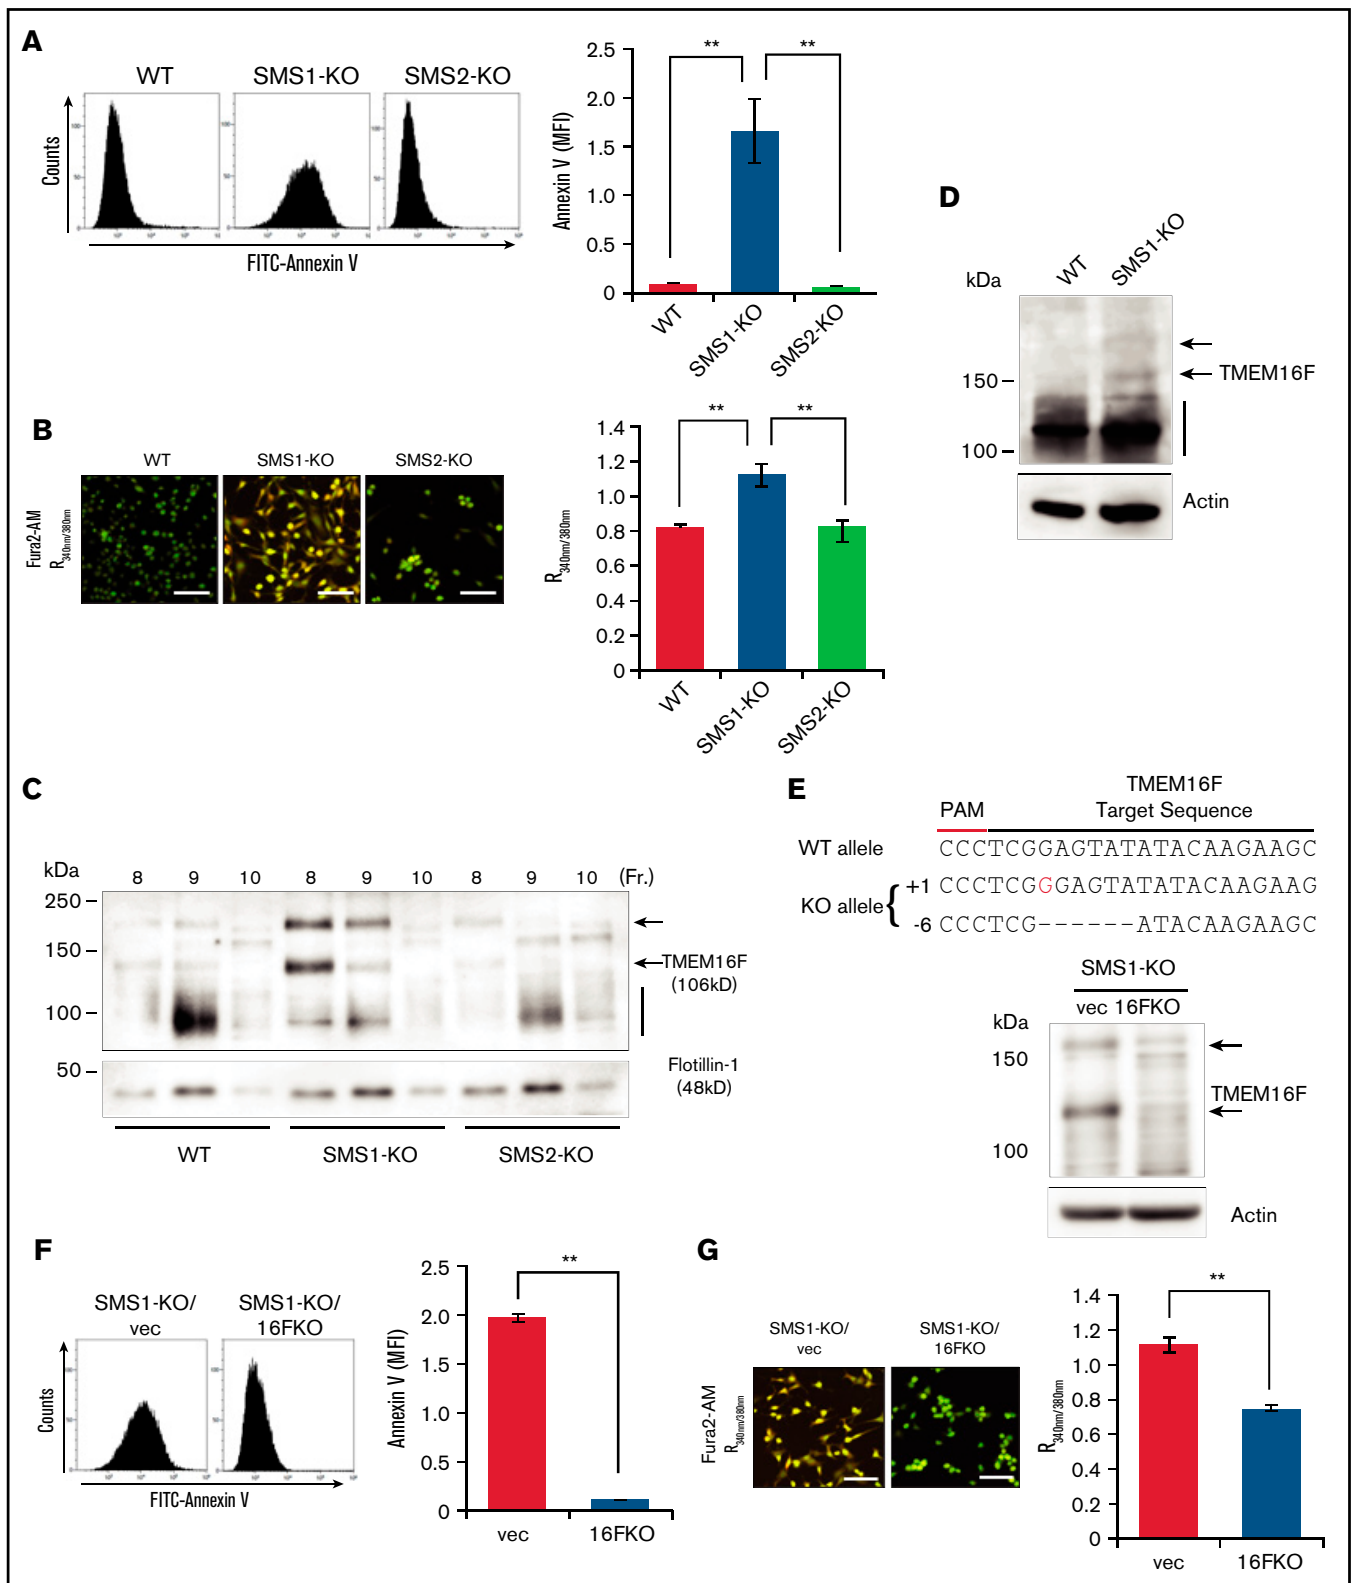 A
WT SMS1-KO SMS2-KO
Counts
100
50
FITC-Annexin V
Annexin V (MFI)
2.5
2.0
1.5
1.0
0.5
0
** **
WT SMS1-KO SMS2-KO
B
WT SMS1-KO SMS2-KO
Fura2-AM
R340nm/380nm
R340nm/380nm
1.4
1.2
1.0
0.8
0.6
0.4
0.2
0
** **
WT SMS1-KO SMS2-KO
C
kDa
8 9 10 8 9 10 8 9 10 (Fr.)
250
150
100
50
TMEM16F
(106kD)
Flotillin-1
(48kD)
WT SMS1-KO SMS2-KO
D
kDa
WT SMS1-KO
150
100
TMEM16F
Actin
E
TMEM16F
PAM Target Sequence
WT allele CCCTCGGAGTATATACAAGAAGC
KO allele { +1 CCCTCGGGAGTATATACAAGAAG
-6 CCCTCG------ATACAAGAAGC
SMS1-KO
vec 16FKO
kDa
150
100
TMEM16F
Actin
F
SMS1-KO/
vec
SMS1-KO/
16FKO
Counts
FITC-Annexin V
Annexin V (MFI)
2.5
2.0
1.5
1.0
0.5
0
**
vec 16FKO
G
SMS1-KO/
vec
SMS1-KO/
16FKO
Fura2-AM
R340nm/380nm
R340nm/380nm
1.4
1.2
1.0
0.8
0.6
0.4
0.2
0
**
vec 16FKO